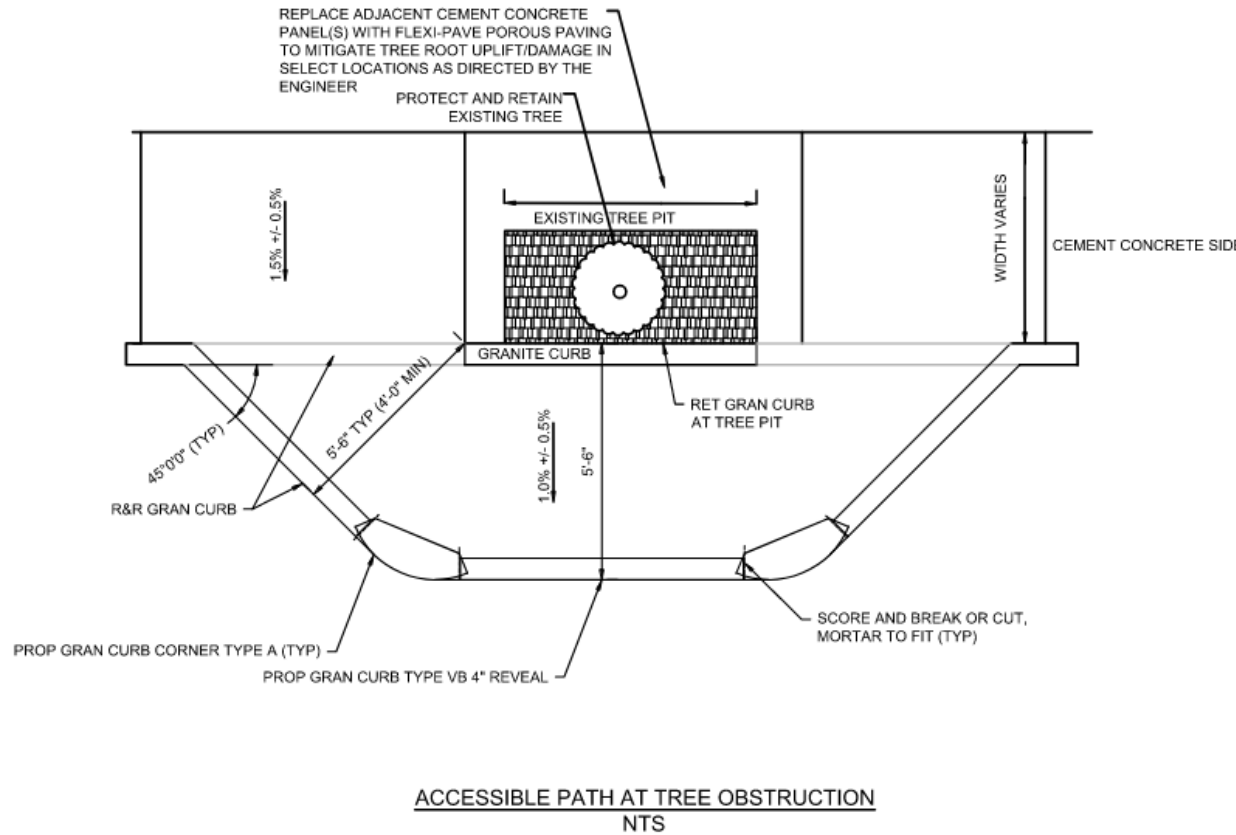 REPLACE ADJACENT CEMENT CONCRETE
PANEL(S) WITH FLEXI-PAVE POROUS PAVING
TO MITIGATE TREE ROOT UPLIFT/DAMAGE IN
SELECT LOCATIONS AS DIRECTED BY THE
ENGINEER
PROTECT AND RETAIN
EXISTING TREE
1.5% +/- 0.5%
EXISTING TREE PIT
WIDTH VARIES
CEMENT CONCRETE SIDE
GRANITE CURB
45°0'0" (TYP)
5'-6" TYP (4'-0" MIN)
1.0% +/- 0.5%
5'-6"
RET GRAN CURB
AT TREE PIT
R&R GRAN CURB
SCORE AND BREAK OR CUT,
MORTAR TO FIT (TYP)
PROP GRAN CURB CORNER TYPE A (TYP)
PROP GRAN CURB TYPE VB 4" REVEAL
ACCESSIBLE PATH AT TREE OBSTRUCTION
NTS